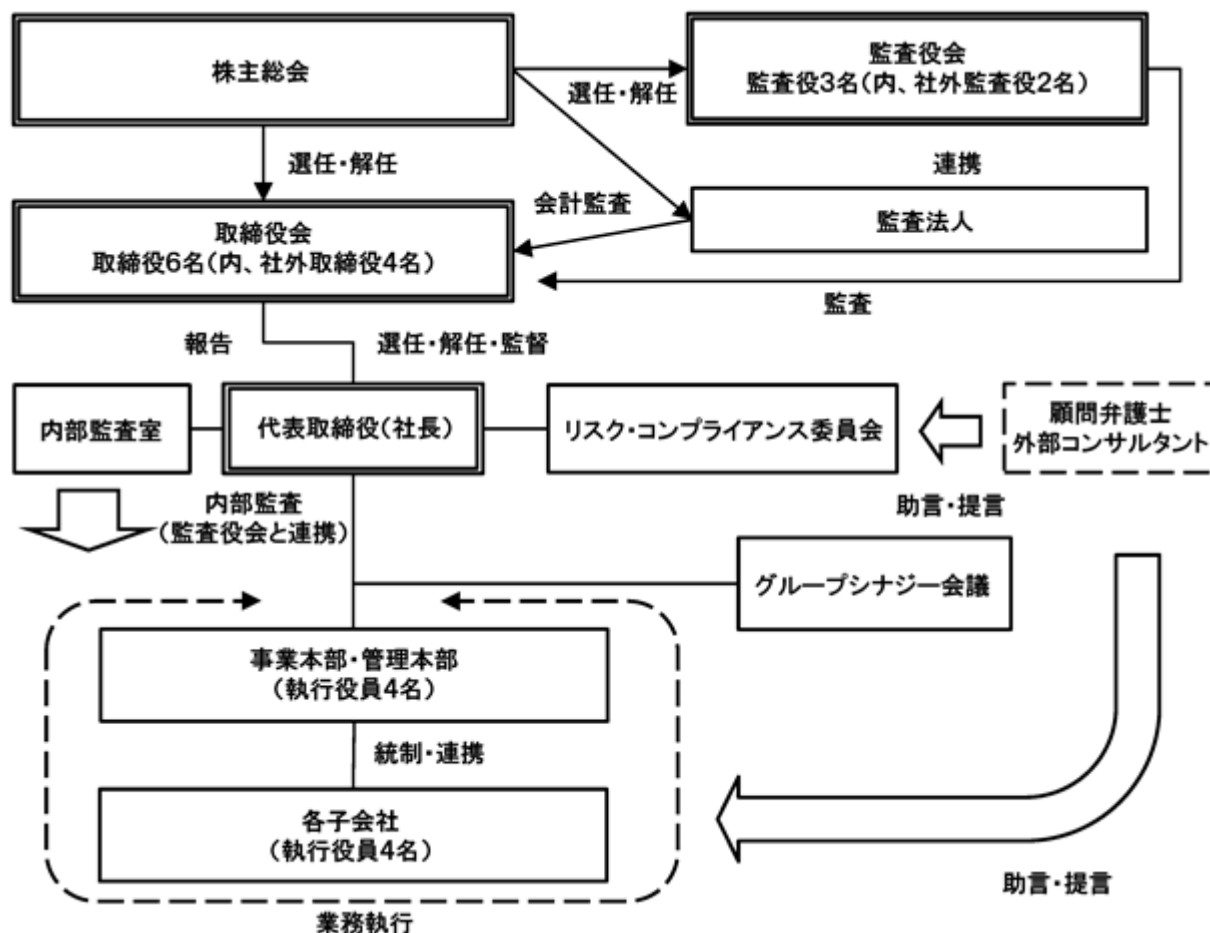 株主総会
監査役会
監査役3名(内、社外監査役2名)
選任・解任
選任・解任
連携
会計監査
監査法人
取締役会
取締役6名(内、社外取締役4名)
監査
報告
選任・解任・監督
内部監査室
代表取締役(社長)
リスク・コンプライアンス委員会
顧問弁護士
外部コンサルタント
内部監査
(監査役会と連携)
助言・提言
グループシナジー会議
事業本部・管理本部
(執行役員4名)
統制・連携
各子会社
(執行役員4名)
助言・提言
業務執行